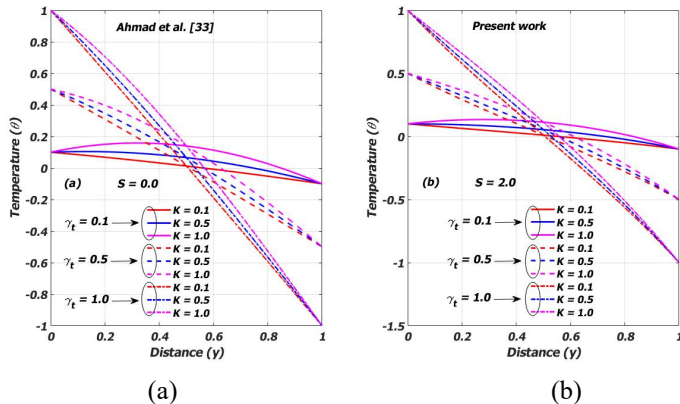 Ahmad et al. [33]
1
0.8
0.6
0.4
0.2
0
-0.2
-0.4
-0.6
-0.8
-1
Temperature (θ)
(a)
S = 0.0
γt = 0.1
K = 0.1
K = 0.5
K = 1.0
γt = 0.5
K = 0.1
K = 0.5
K = 1.0
γt = 1.0
K = 0.1
K = 0.5
K = 1.0
0 0.2 0.4 0.6 0.8 1
Distance (y)
(a)
Present work
1
0.5
0
-0.5
-1
-1.5
Temperature (θ)
(b)
S = 2.0
γt = 0.1
K = 0.1
K = 0.5
K = 1.0
γt = 0.5
K = 0.1
K = 0.5
K = 1.0
γt = 1.0
K = 0.1
K = 0.5
K = 1.0
0 0.2 0.4 0.6 0.8 1
Distance (y)
(b)